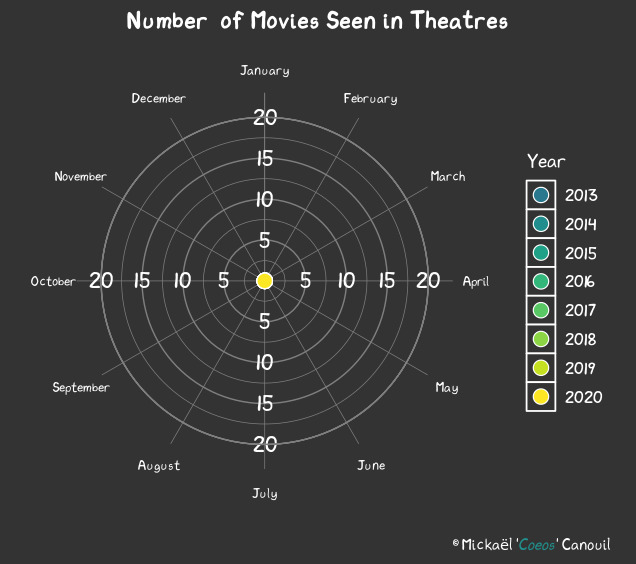 Number of Movies Seen in Theatres
January
December February
20
15
November March
10
5
October 20 15 10 5 5 10 15 20 April
5
10
September May
15
20
August June
July
Year
2013
2014
2015
2016
2017
2018
2019
2020
© Mickaël 'Coeos' Canouil